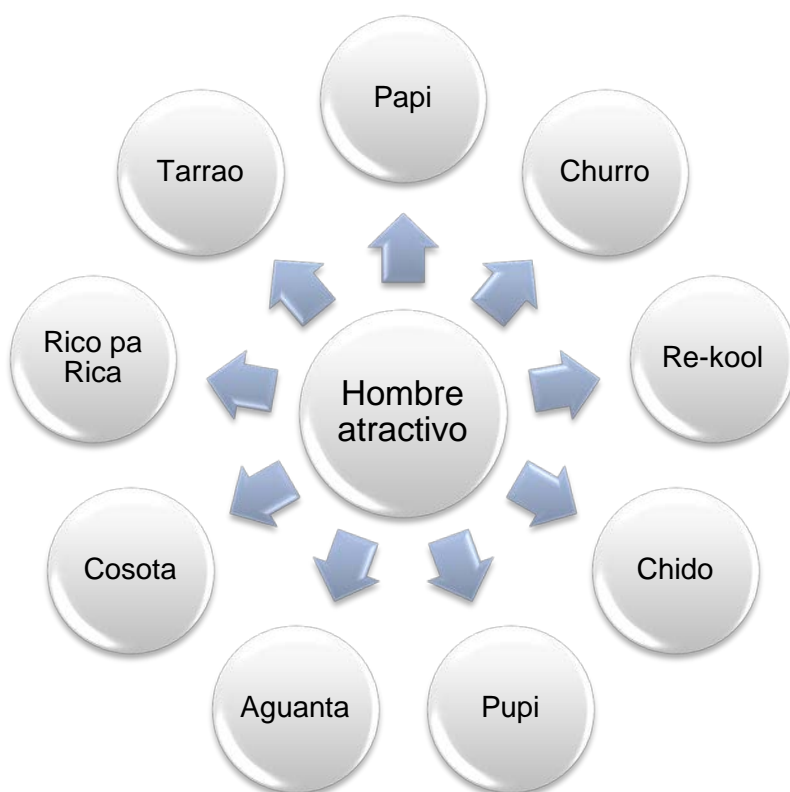 Papi
Churro
Re-kool
Chido
Pupi
Aguanta
Cosota
Rico pa
Rica
Tarrao
Hombre
atractivo